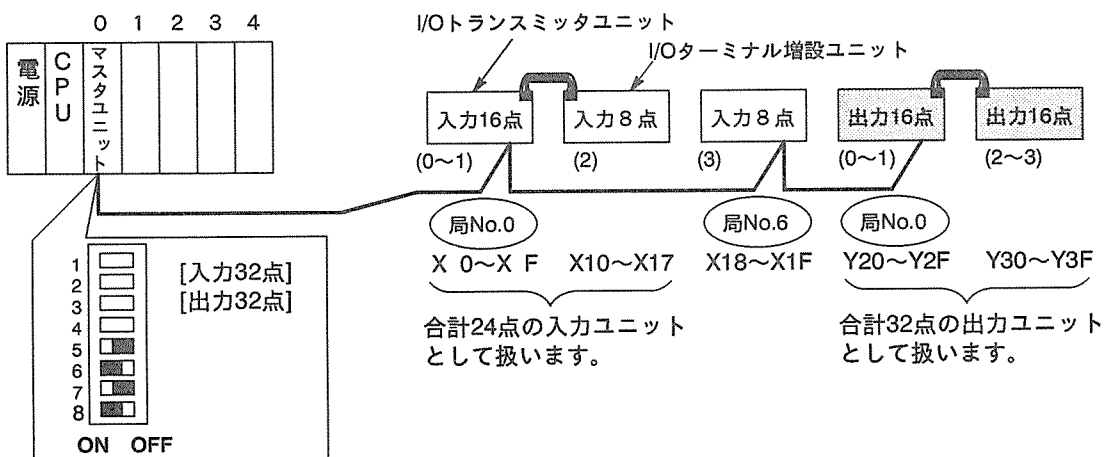 0 1 2 3 4
電源
CPU
マスタユニット
I/Oトランスミッタユニット
I/Oターミナル増設ユニット
入力16点 入力8点 入力8点 出力16点 出力16点
(0～1) (2) (3) (0～1) (2～3)
局No.0 局No.6 局No.0
X 0～X F X10～X17 X18～X1F Y20～Y2F Y30～Y3F
合計24点の入力ユニット
として扱います。
合計32点の出力ユニット
として扱います。
1
2
3
4
5
6
7
8
[入力32点]
[出力32点]
ON OFF